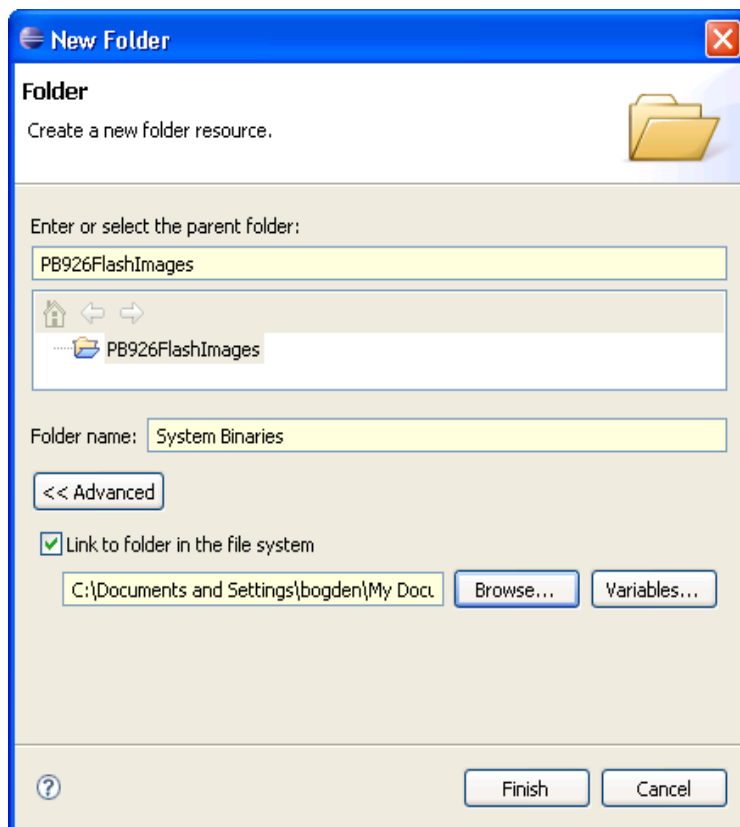 New Folder
Folder
Create a new folder resource.
Enter or select the parent folder:
PB926FlashImages
PB926FlashImages
Folder name: System Binaries
<< Advanced
Link to folder in the file system
C:\Documents and Settings\bogden\My Docu Browse... Variables...
? Finish Cancel